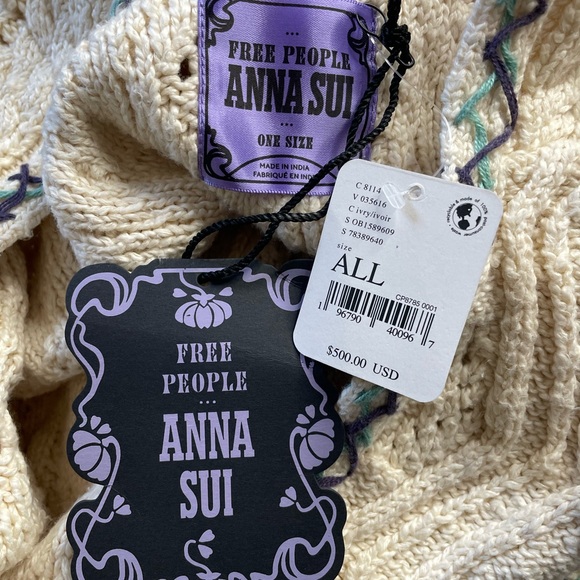 ...
FREE PEOPLE
ANNA SUI
...
ONE SIZE
MADE IN INDIA
FABRIQUÉ EN IND
C 8114
V 035616
C ivry/ivoir
S OB1589609
S 78389640
size
ALL
CP8785 0001
1 96790 40096 7
$500.00 USD
FREE
PEOPLE
...
ANNA
SUI